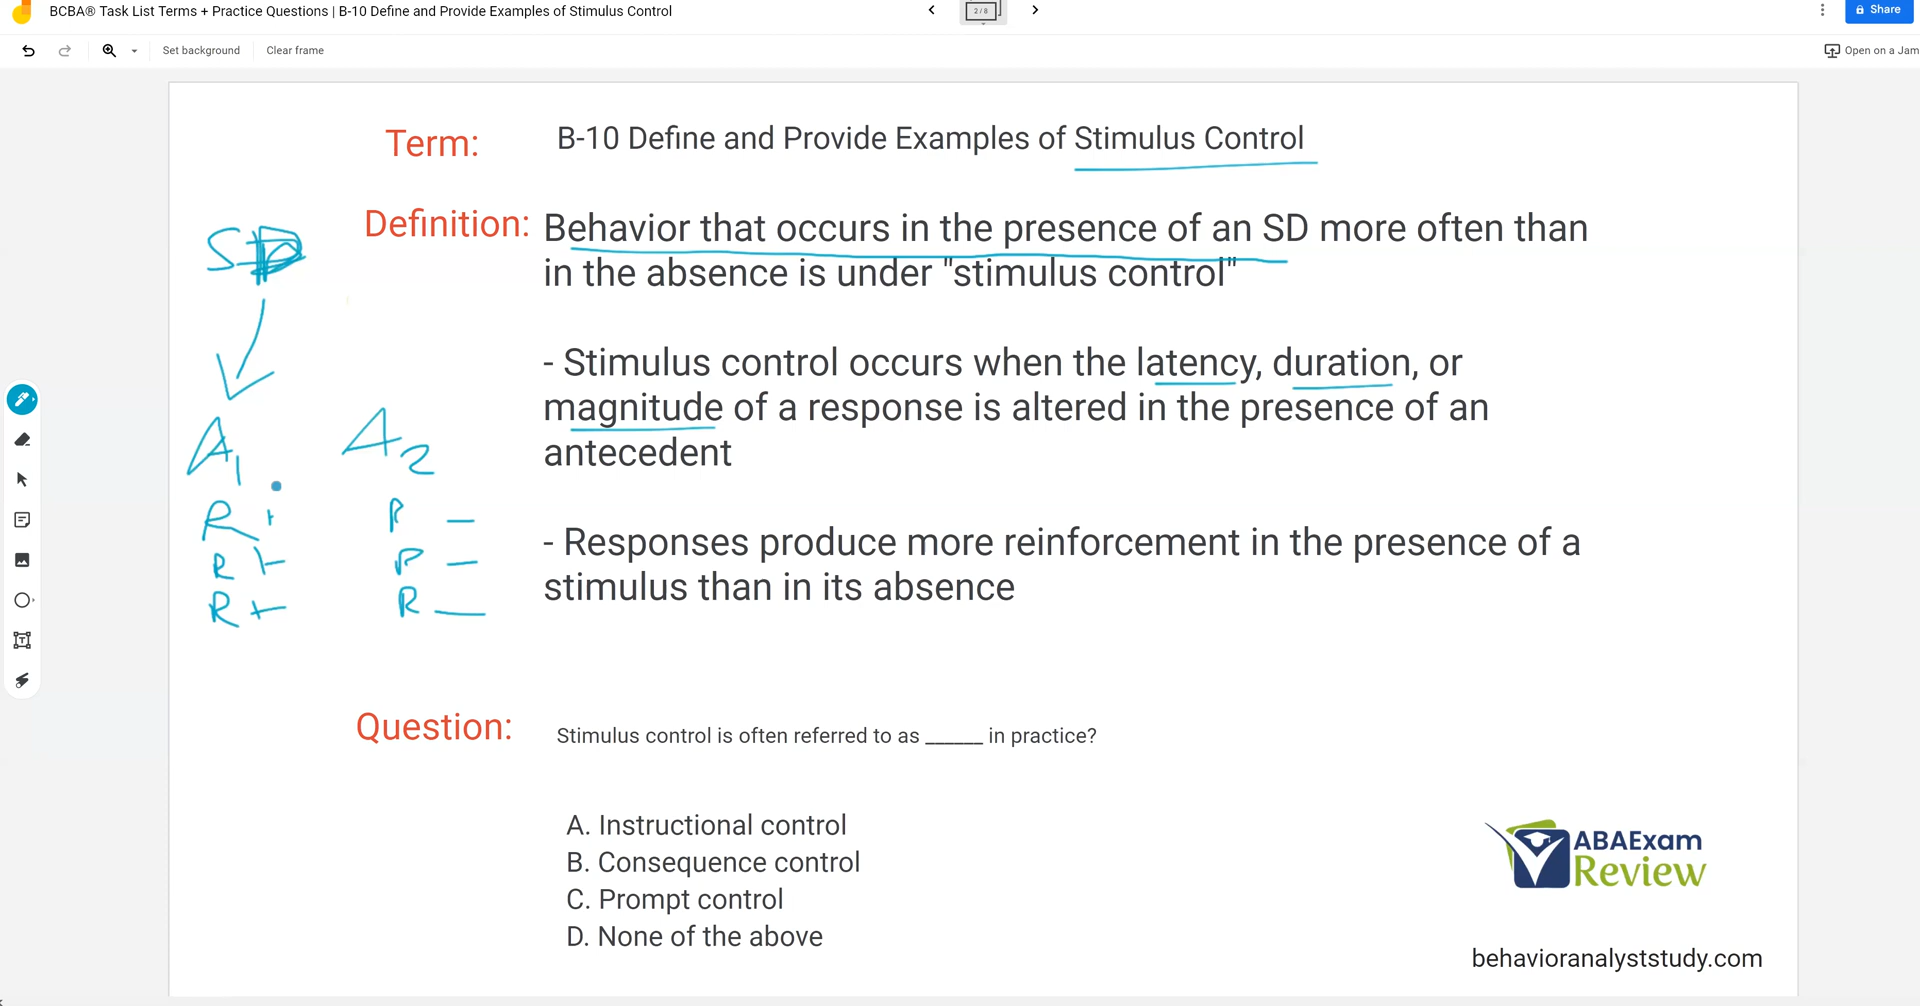 BCBA® Task List Terms + Practice Questions | B-10 Define and Provide Examples of Stimulus Control
2 / 8
Share
Set background
Clear frame
Open on a Jam
Term:
B-10 Define and Provide Examples of Stimulus Control
Definition:
Behavior that occurs in the presence of an SD more often than
in the absence is under "stimulus control"
SD
- Stimulus control occurs when the latency, duration, or
magnitude of a response is altered in the presence of an
antecedent
A1
A2
R +
R -
R +
R -
R +
R -
- Responses produce more reinforcement in the presence of a
stimulus than in its absence
Question:
Stimulus control is often referred to as ______ in practice?
A. Instructional control
B. Consequence control
C. Prompt control
D. None of the above
ABAExam
Review
behavioranalyststudy.com